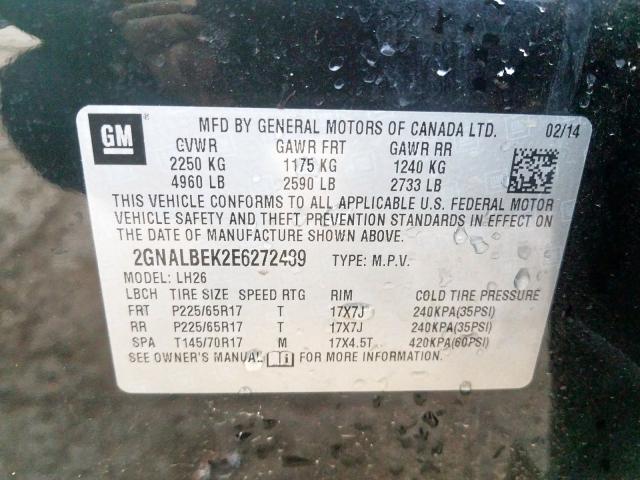 GM
MFD BY GENERAL MOTORS OF CANADA LTD. 02/14
GVWR GAWR FRT GAWR RR
2250 KG 1175 KG 1240 KG
4960 LB 2590 LB 2733 LB
THIS VEHICLE CONFORMS TO ALL APPLICABLE U.S. FEDERAL MOTOR
VEHICLE SAFETY AND THEFT PREVENTION STANDARDS IN EFFECT ON
THE DATE OF MANUFACTURE SHOWN ABOVE.
2GNALBEK2E6272439 TYPE: M.P.V.
MODEL: LH26
LBCH TIRE SIZE SPEED RTG RIM COLD TIRE PRESSURE
FRT P225/65R17 T 17X7J 240KPA(35PSI)
RR P225/65R17 T 17X7J 240KPA(35PSI)
SPA T145/70R17 M 17X4.5T 420KPA(60PSI)
SEE OWNER'S MANUAL FOR MORE INFORMATION.